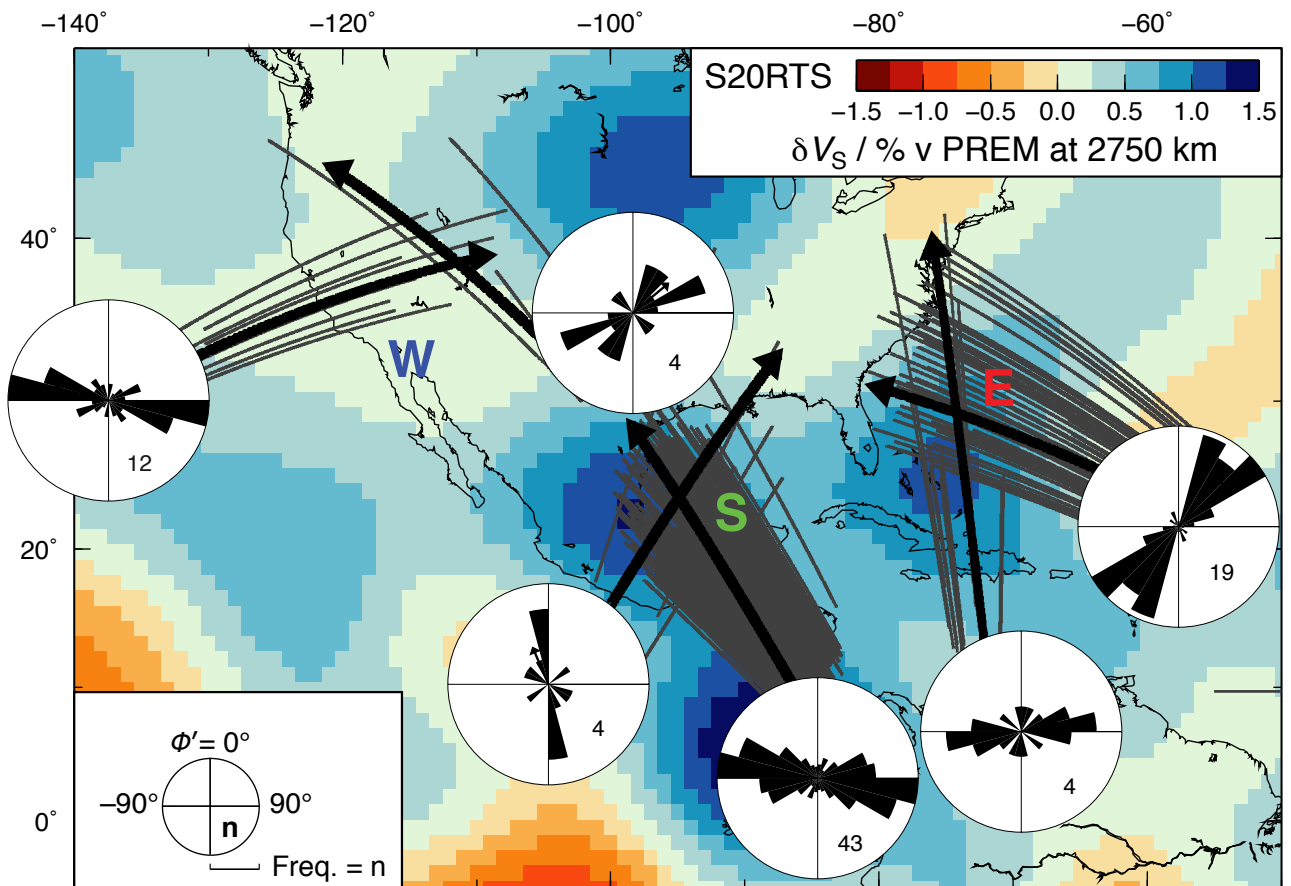 −140˚ −120˚ −100˚ −80˚ −60˚
S20RTS
−1.5 −1.0 −0.5 0.0 0.5 1.0 1.5
δVS / % v PREM at 2750 km
40˚
20˚
0˚
W
E
S
12
4
19
4
43
4
Φ′= 0°
−90° 90°
n
Freq. = n